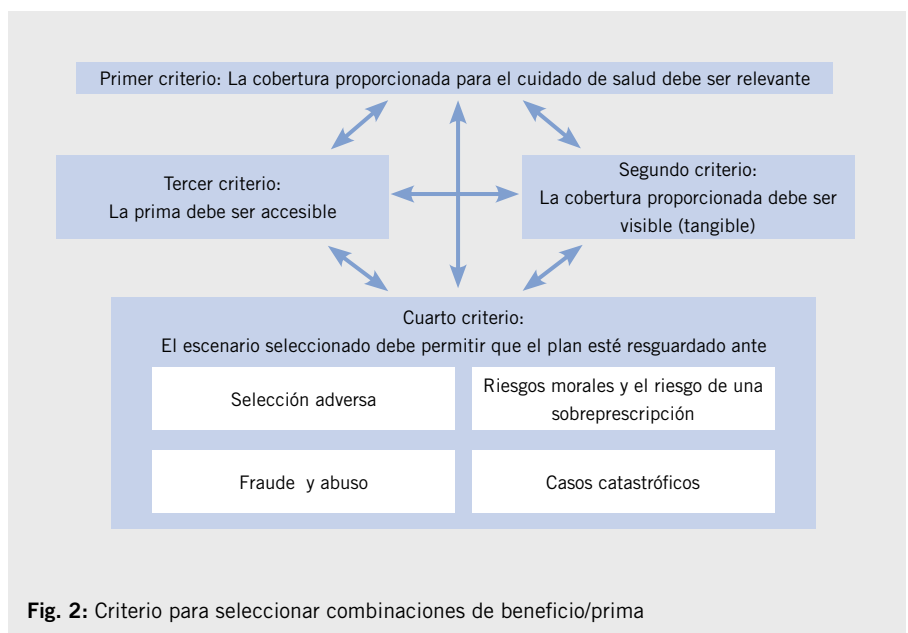 Primer criterio: La cobertura proporcionada para el cuidado de salud debe ser relevante
Tercer criterio:
La prima debe ser accesible
Segundo criterio:
La cobertura proporcionada debe ser
visible (tangible)
Cuarto criterio:
El escenario seleccionado debe permitir que el plan esté resguardado ante
Selección adversa
Riesgos morales y el riesgo de una
sobreprescripción
Fraude y abuso
Casos catastróficos
Fig. 2: Criterio para seleccionar combinaciones de beneficio/prima